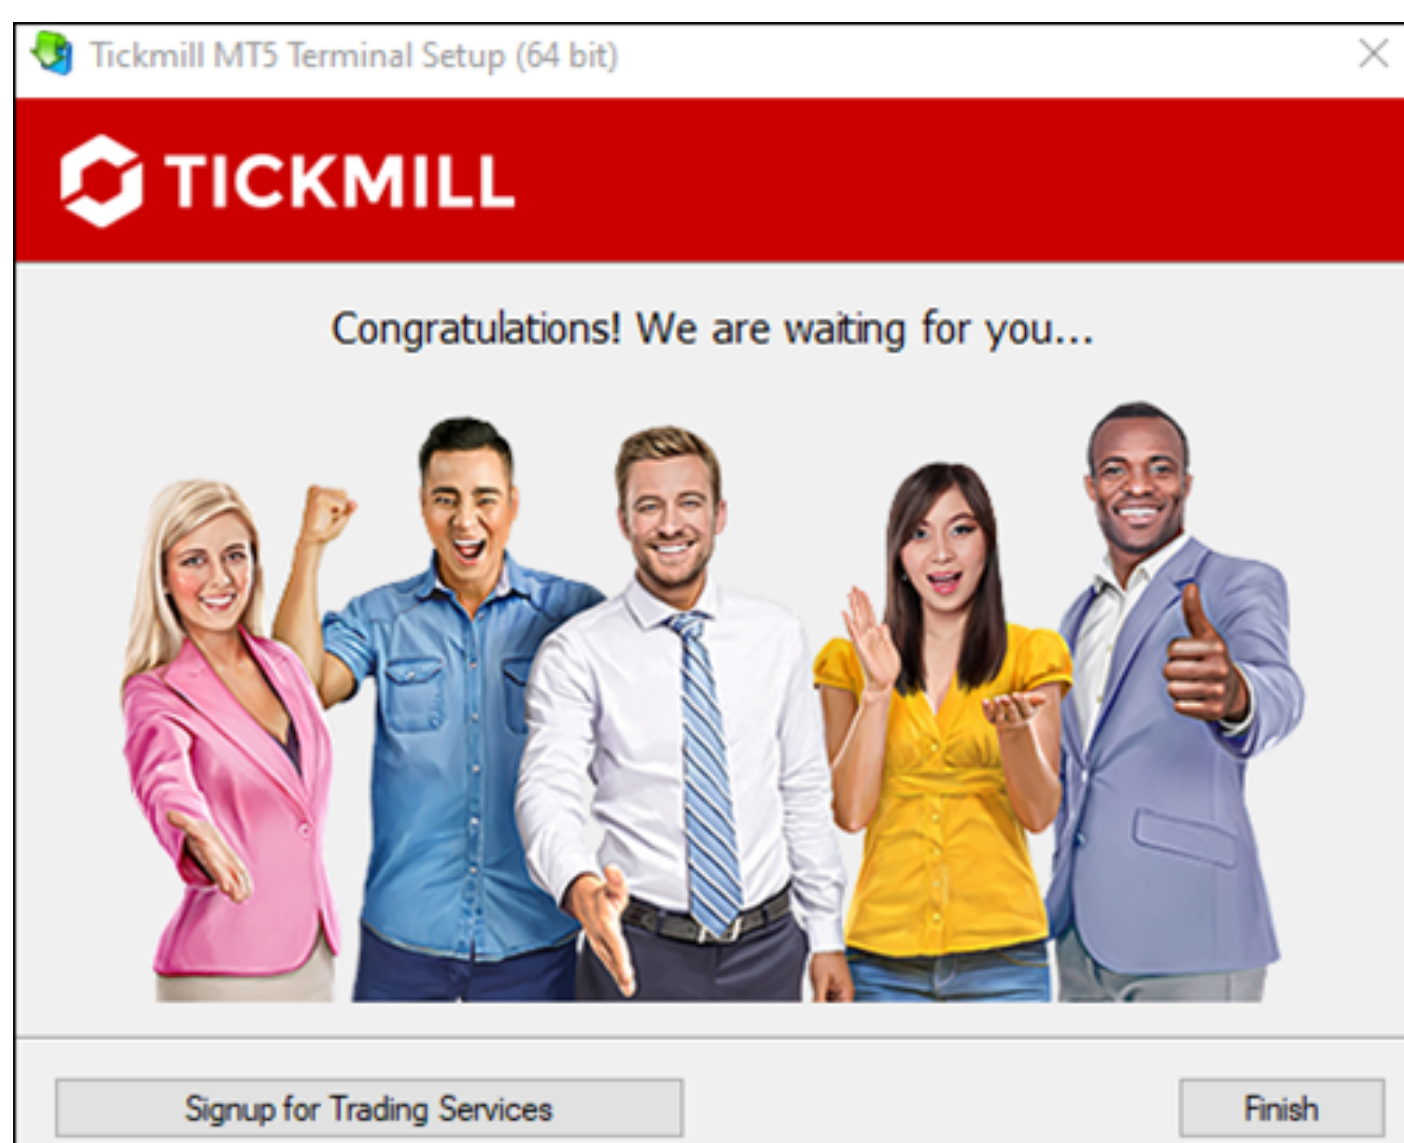 Tickmill MT5 Terminal Setup (64 bit)
TICKMILL
Congratulations! We are waiting for you...
Signup for Trading Services
Finish